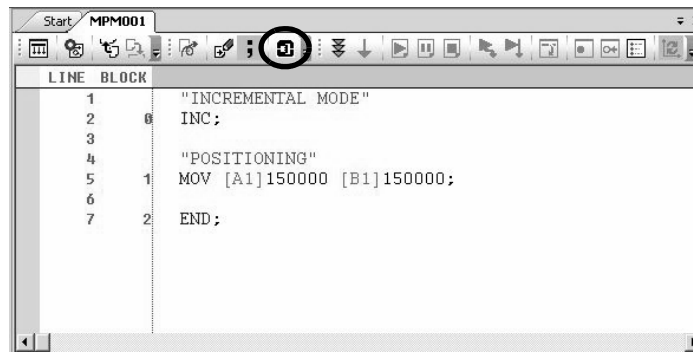 Start MPM001
LINE BLOCK
1 "INCREMENTAL MODE"
2 0 INC;
3
4 "POSITIONING"
5 1 MOV [A1]150000 [B1]150000;
6
7 2 END;